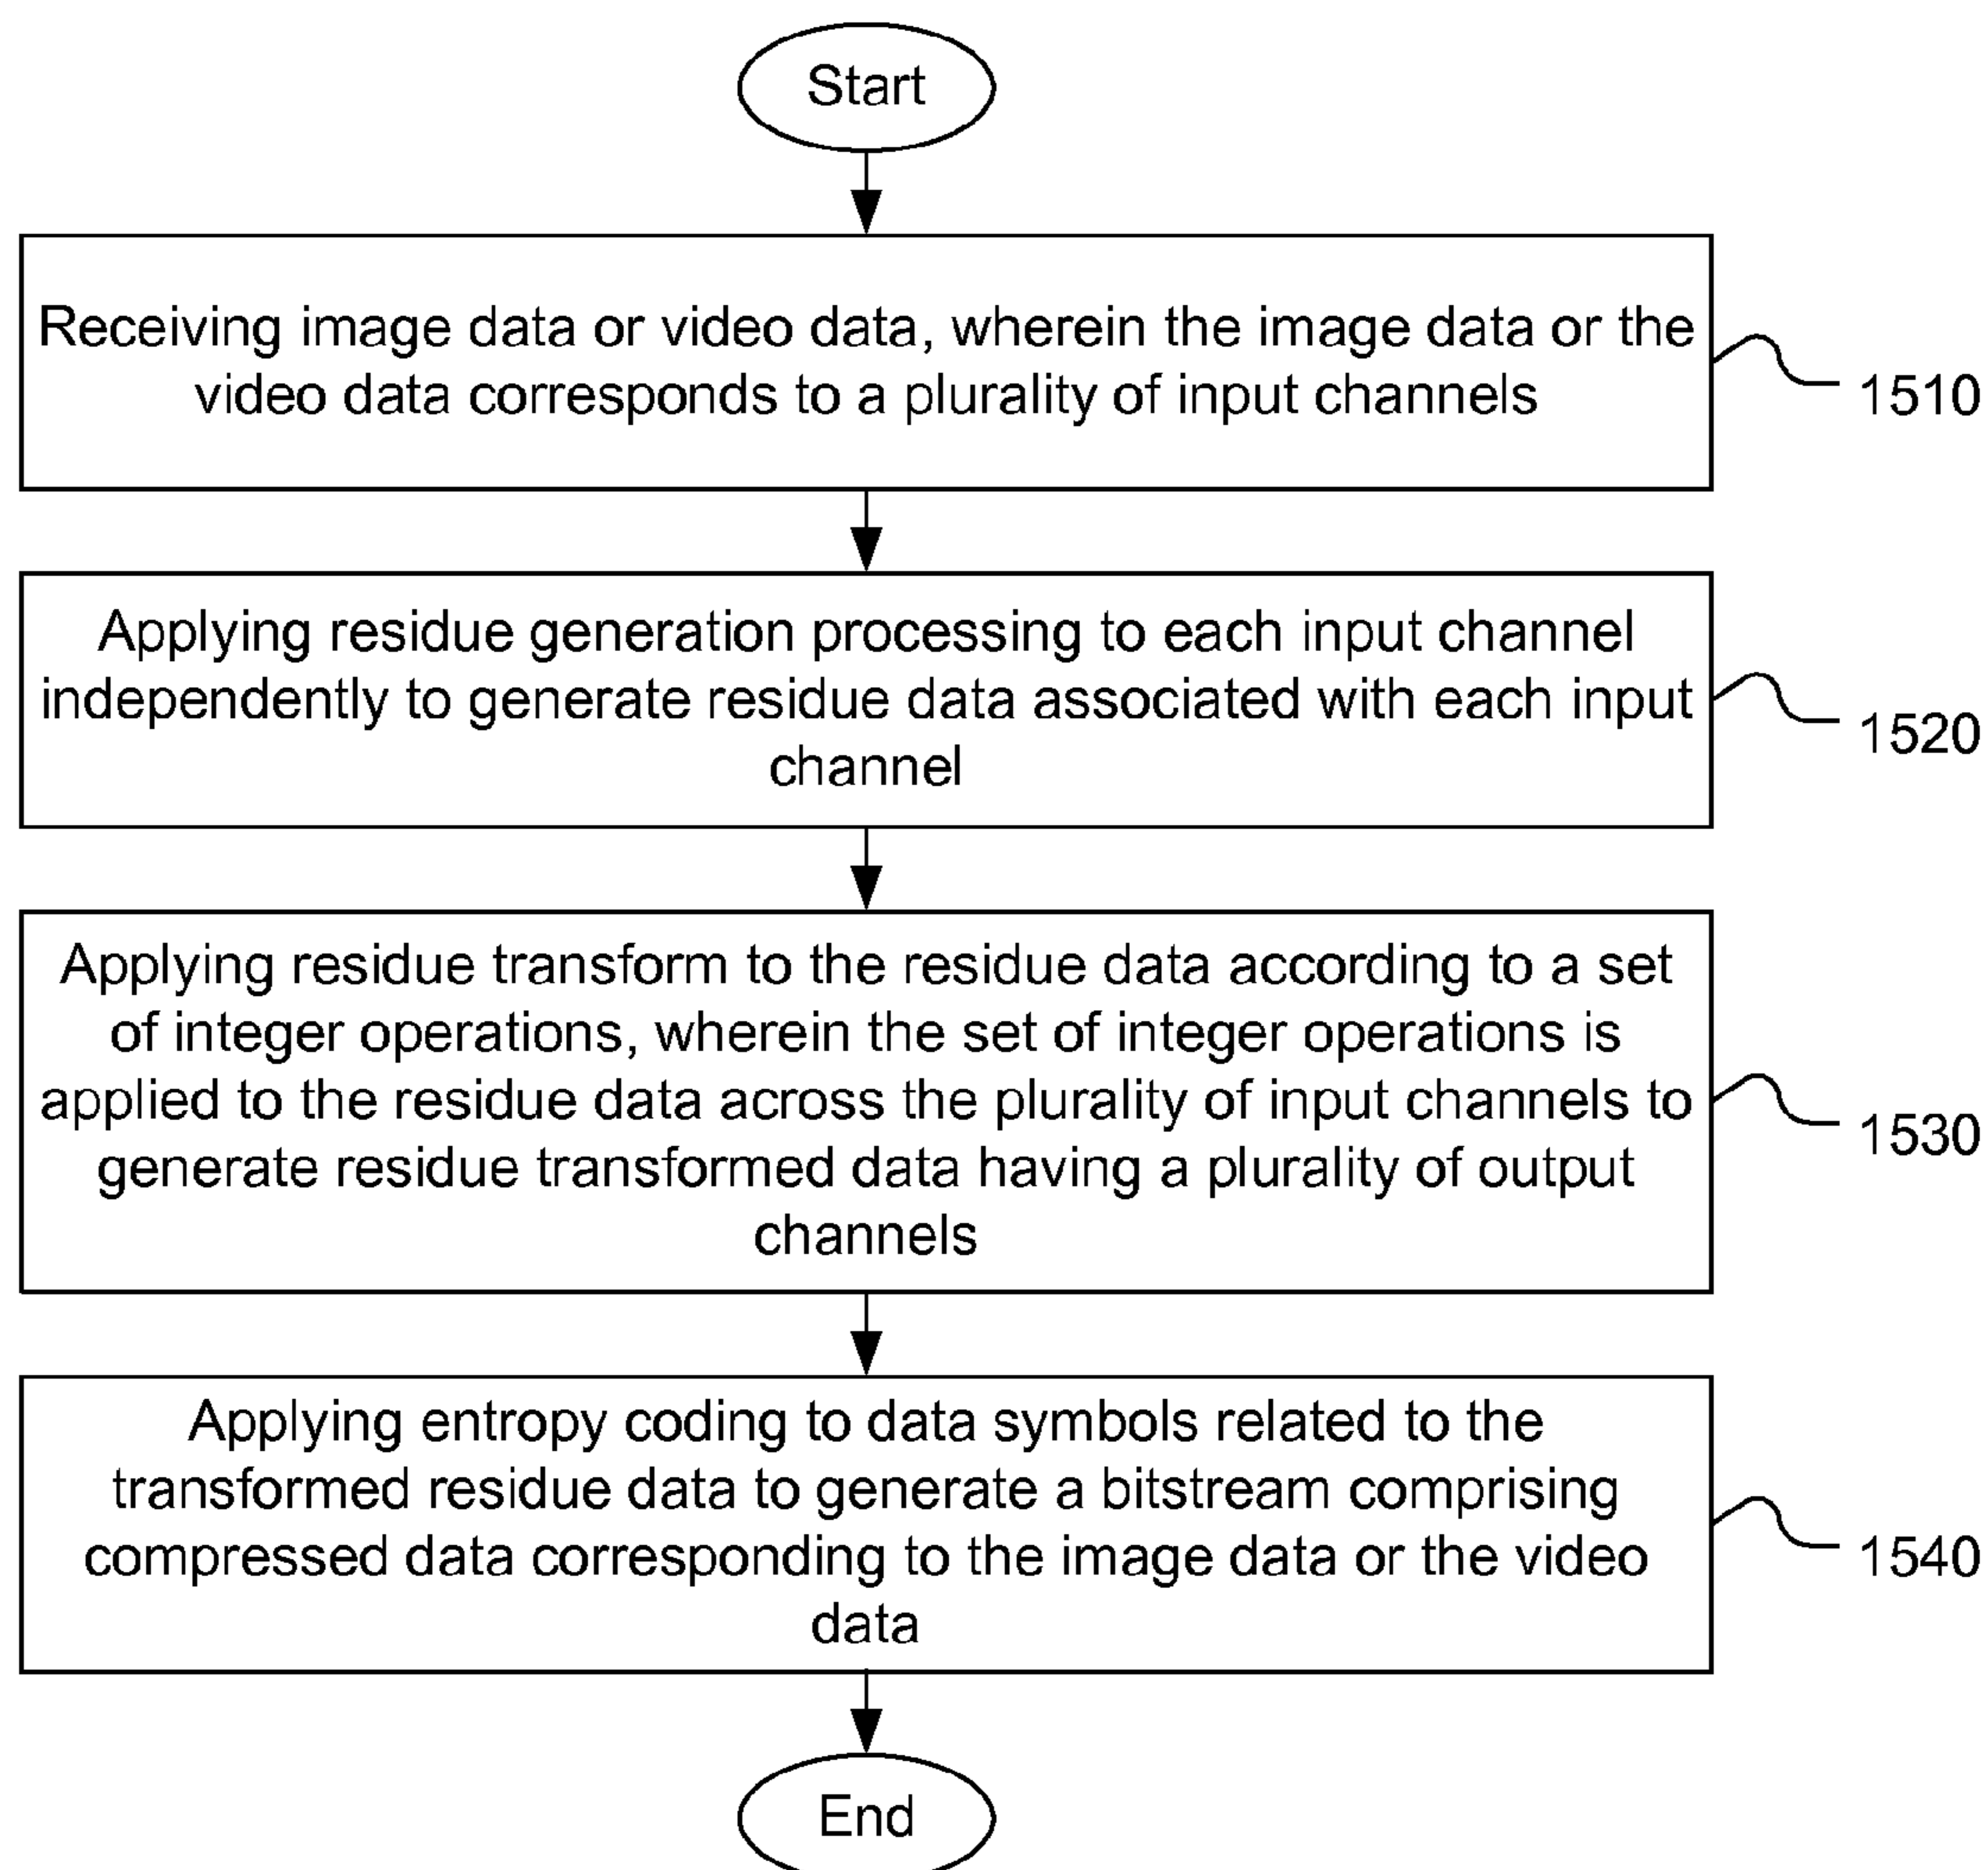 Start
Receiving image data or video data, wherein the image data or the
video data corresponds to a plurality of input channels
1510
Applying residue generation processing to each input channel
independently to generate residue data associated with each input
channel
1520
Applying residue transform to the residue data according to a set
of integer operations, wherein the set of integer operations is
applied to the residue data across the plurality of input channels to
generate residue transformed data having a plurality of output
channels
1530
Applying entropy coding to data symbols related to the
transformed residue data to generate a bitstream comprising
compressed data corresponding to the image data or the video
data
1540
End